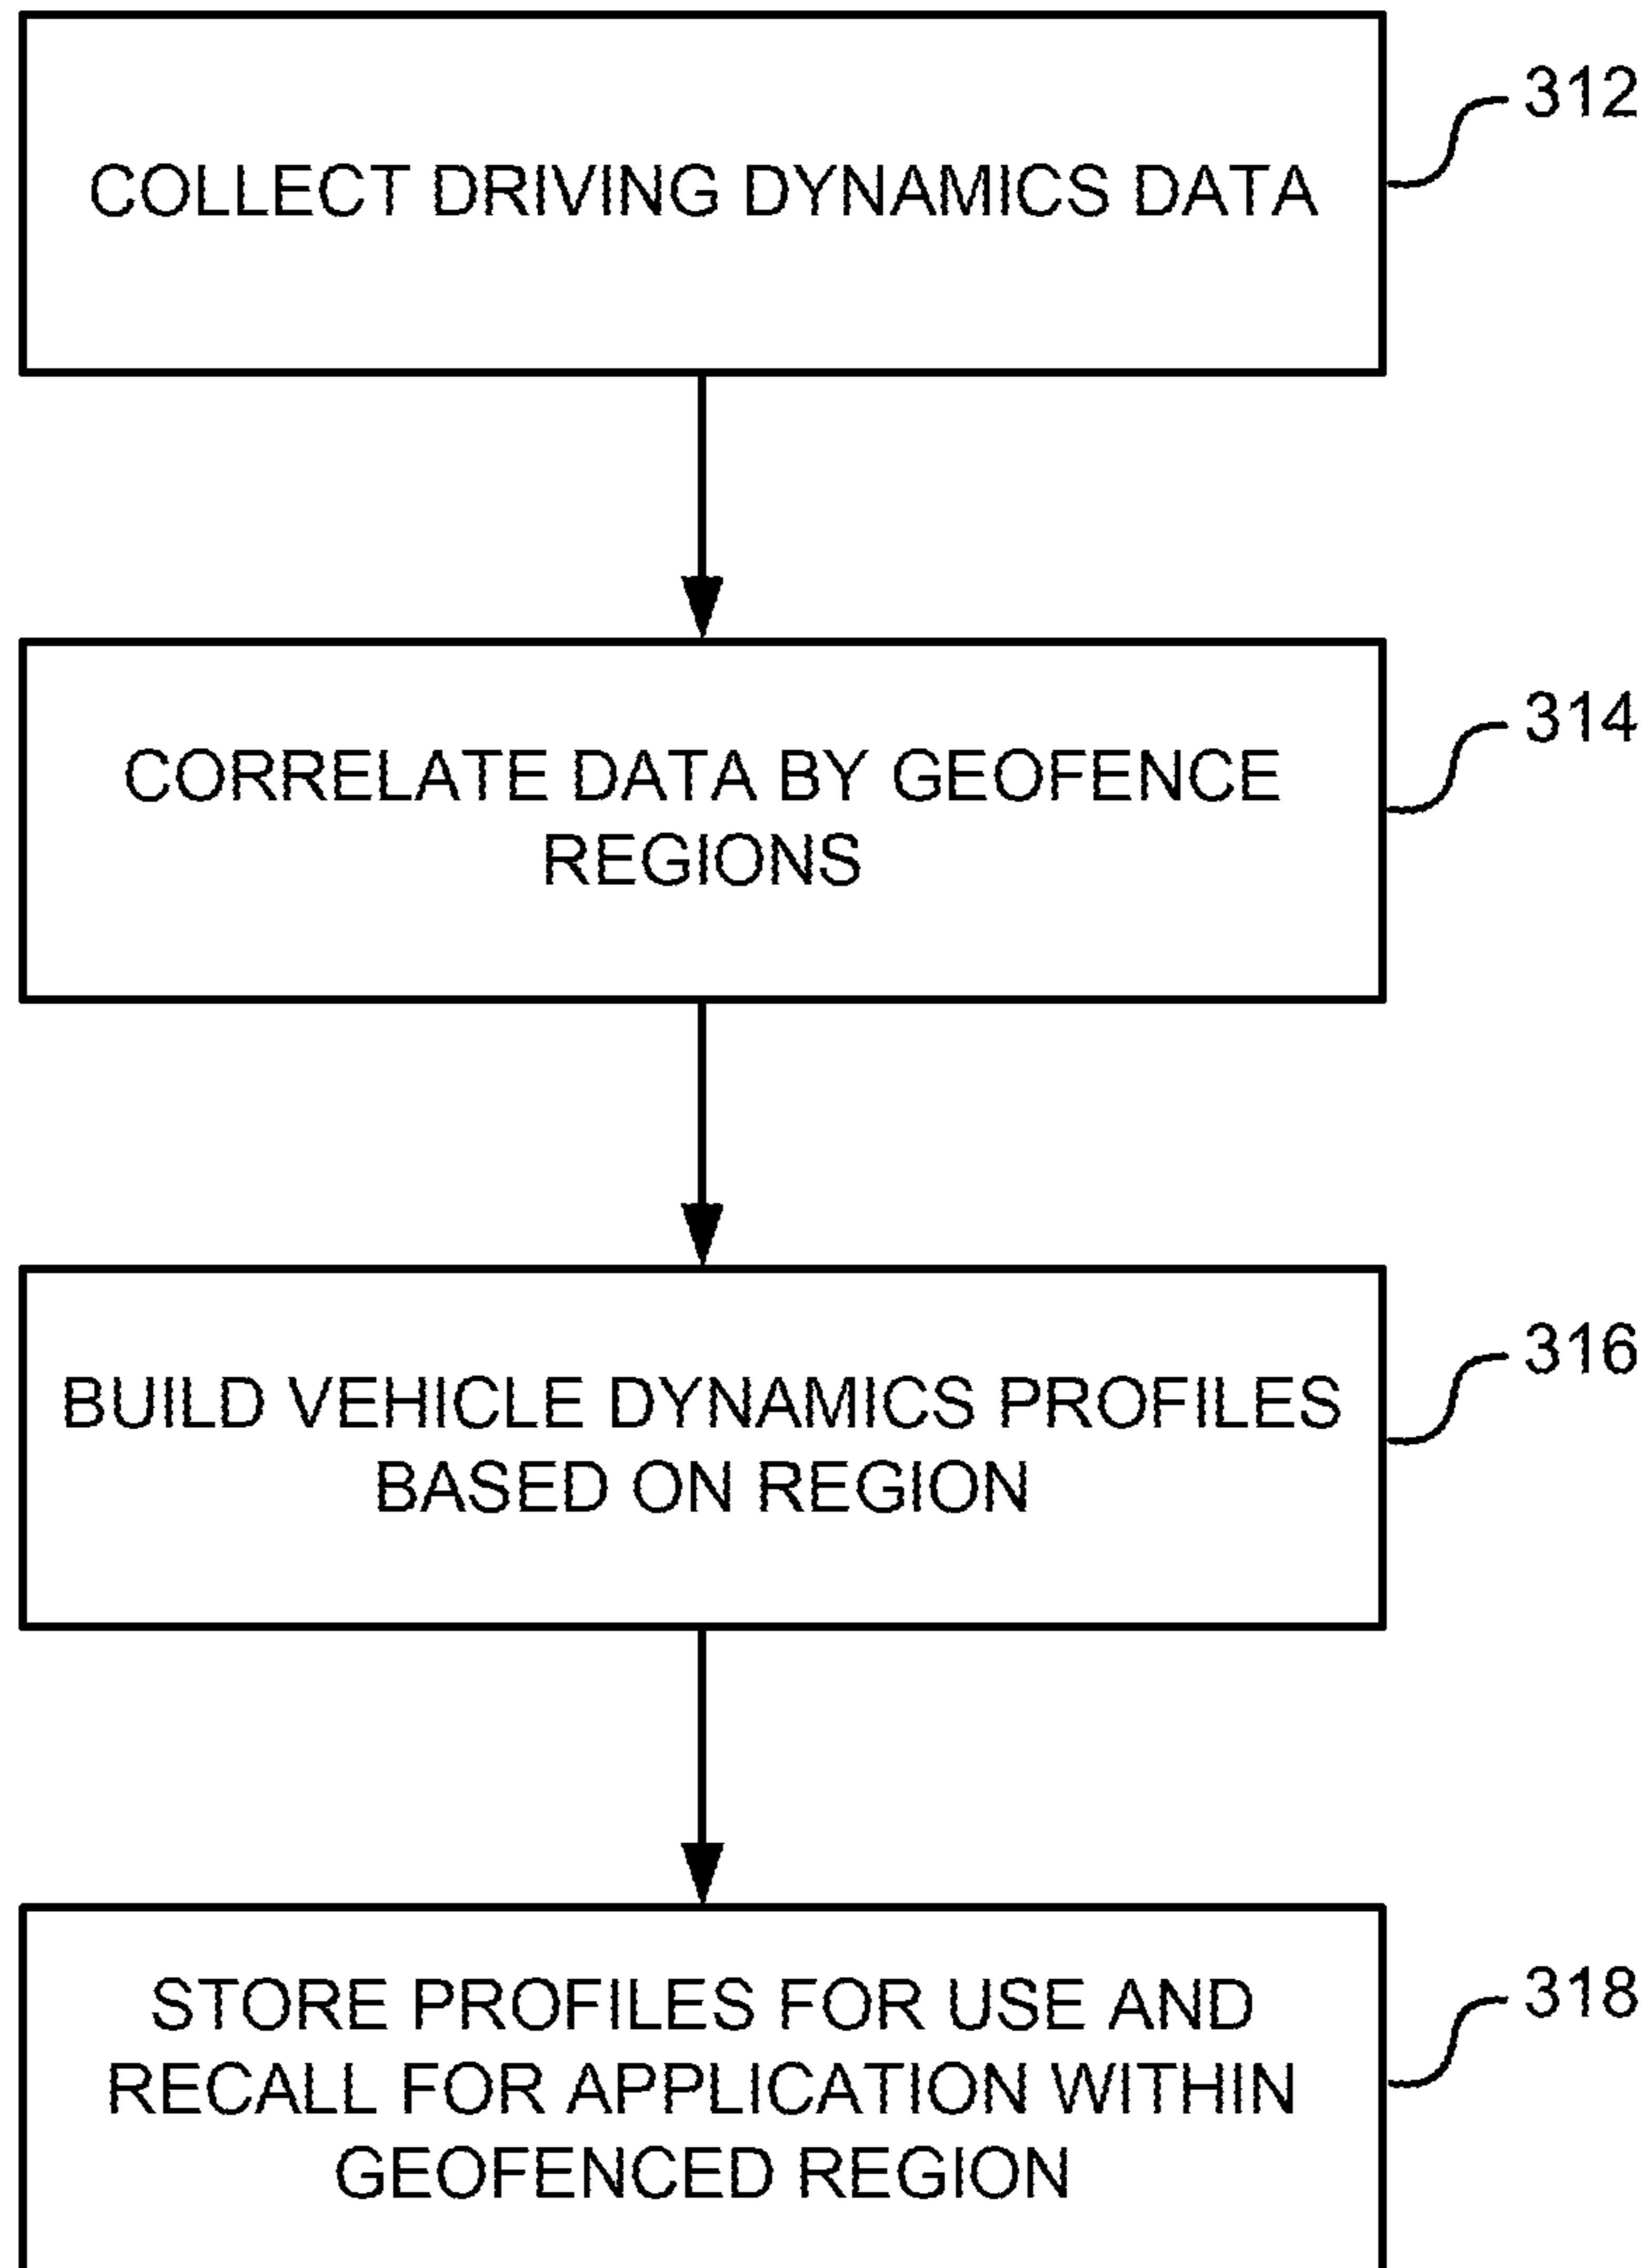 312
COLLECT DRIVING DYNAMICS DATA
314
CORRELATE DATA BY GEOFENCE
REGIONS
316
BUILD VEHICLE DYNAMICS PROFILES
BASED ON REGION
318
STORE PROFILES FOR USE AND
RECALL FOR APPLICATION WITHIN
GEOFENCED REGION